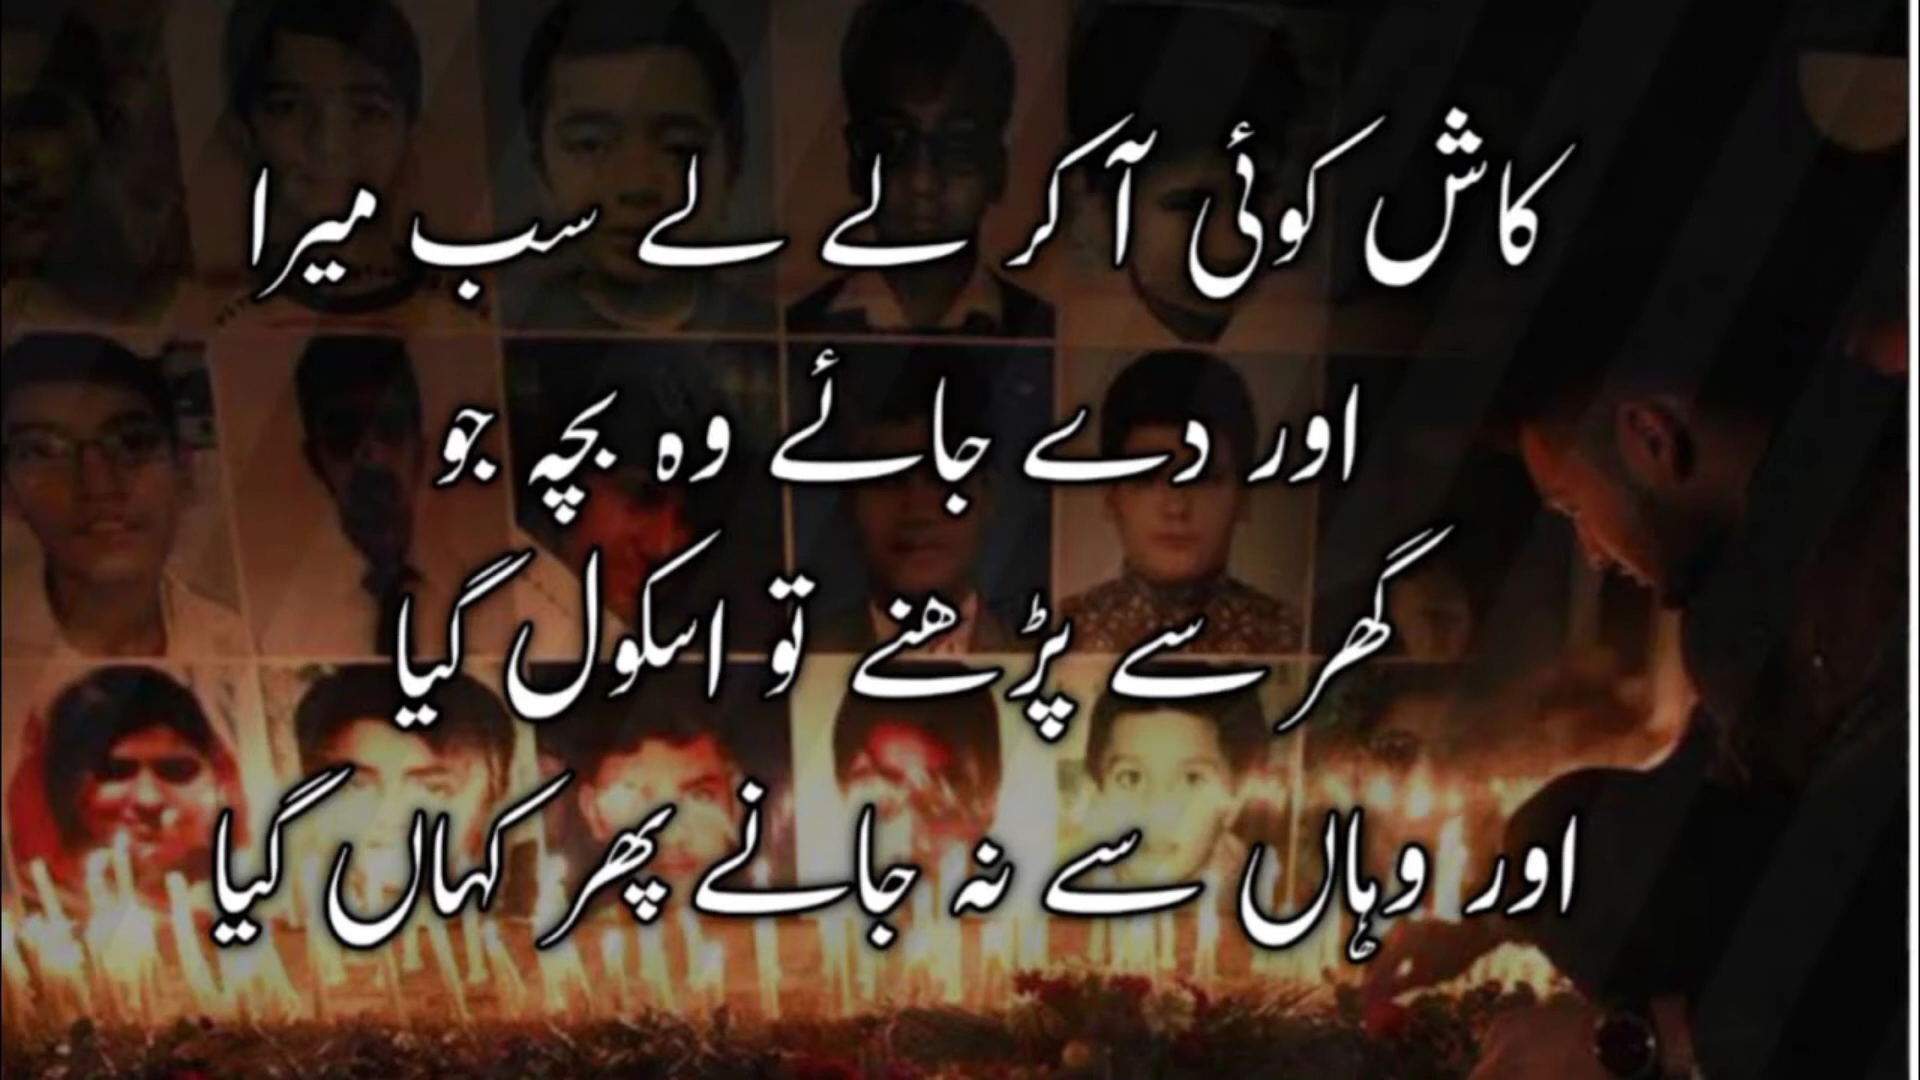 کاش کوئی آ کر لے لے سب میرا
اور دے جائے وہ بچہ جو
گھر سے پڑھنے تو اسکول گیا
اور وہاں سے نہ جانے پھر کہاں گیا